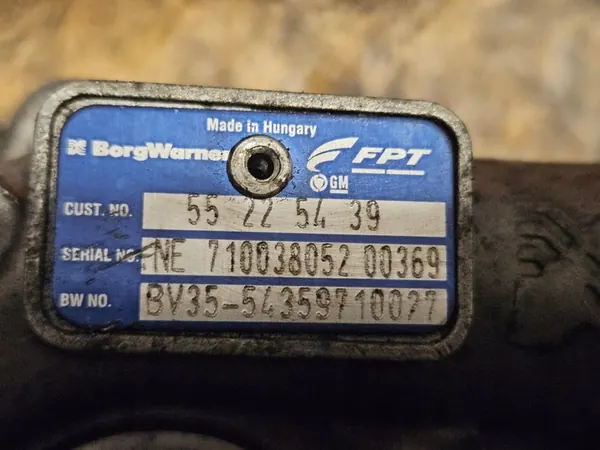 Made in Hungary
BorgWarner FPT
GM
CUST. NO. 55 22 54 39
SERIAL NO. NE 710038052 00369
BW NO. BV35-54359710027